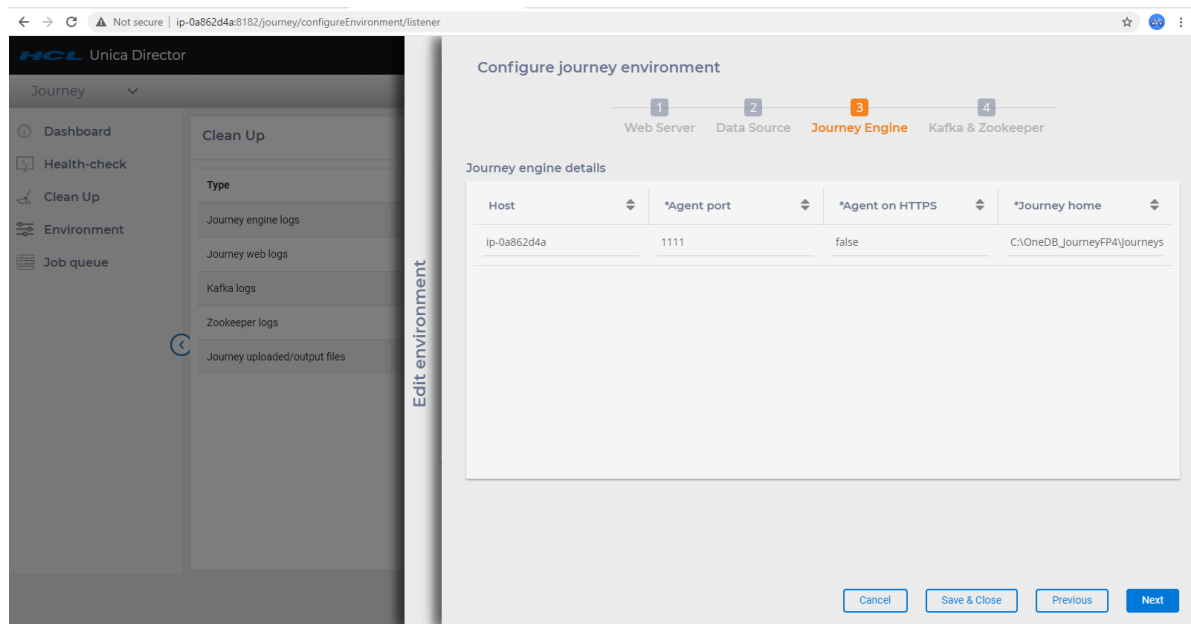 Not secure | ip-0a862d4a:8182/journey/configureEnvironment/listener
HCL Unica Director
Journey
Dashboard
Health-check
Clean Up
Environment
Job queue
Clean Up
Type
Journey engine logs
Journey web logs
Kafka logs
Zookeeper logs
Journey uploaded/output files
Edit environment
Configure journey environment
1 2 3 4
Web Server Data Source Journey Engine Kafka & Zookeeper
Journey engine details
Host *Agent port *Agent on HTTPS *Journey home
ip-0a862d4a 1111 false C:\OneDB_JourneyFP4\Journeys
Cancel Save & Close Previous Next